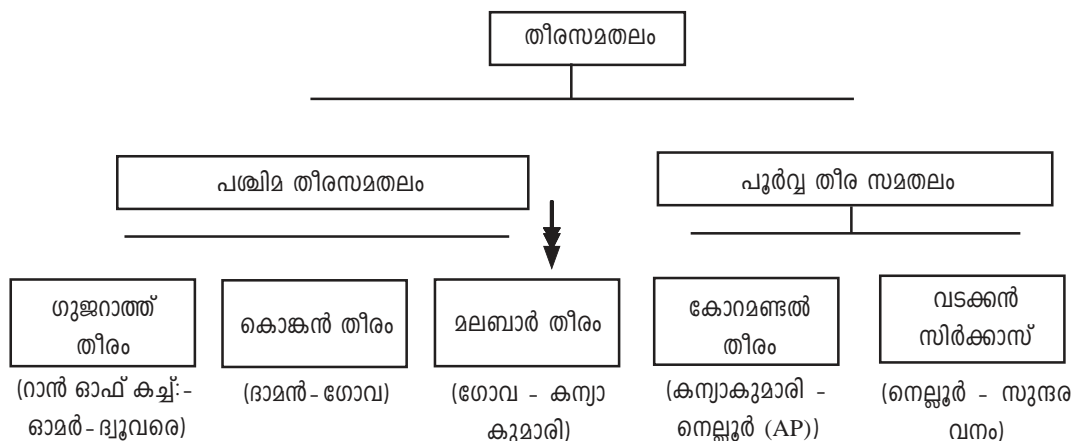 തീരസമതലം
പശ്ചിമ തീരസമതലം
പൂർവ്വ തീര സമതലം
ഗുജറാത്ത്
തീരം
(റാൻ ഓഫ് കച്ച്:-
ഓമർ-ദ്വൂവരെ)
കൊങ്കൻ തീരം
(ദാമൻ-ഗോവ)
മലബാർ തീരം
(ഗോവ - കന്യാ
കുമാരി)
കോറമണ്ടൽ
തീരം
(കന്യാകുമാരി -
നെല്ലൂർ (AP))
വടക്കൻ
സിർക്കാസ്
(നെല്ലൂർ - സുന്ദര
വനം)